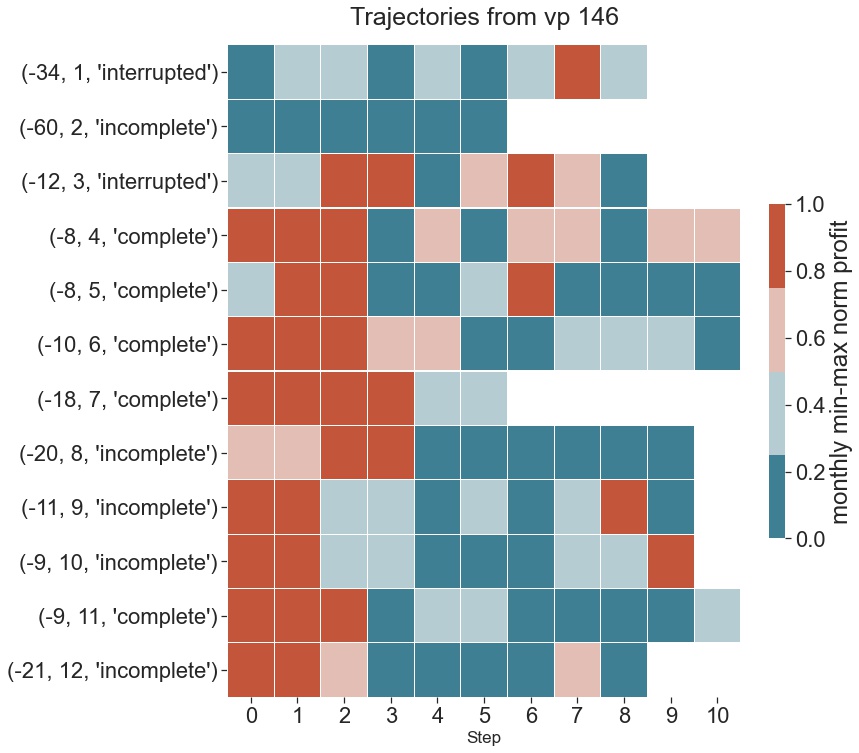 Trajectories from vp 146
(-34, 1, 'interrupted')
(-60, 2, 'incomplete')
(-12, 3, 'interrupted')
(-8, 4, 'complete')
(-8, 5, 'complete')
(-10, 6, 'complete')
(-18, 7, 'complete')
(-20, 8, 'incomplete')
(-11, 9, 'incomplete')
(-9, 10, 'incomplete')
(-9, 11, 'complete')
(-21, 12, 'incomplete')
0 1 2 3 4 5 6 7 8 9 10
Step
1.0
0.8
0.6
0.4
0.2
0.0
monthly min-max norm profit